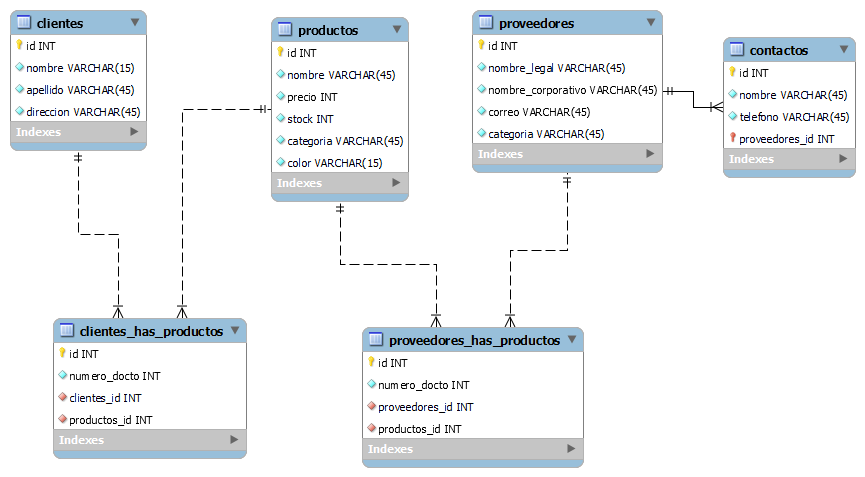 clientes
id INT
nombre VARCHAR(15)
apellido VARCHAR(45)
direccion VARCHAR(45)
Indexes
productos
id INT
nombre VARCHAR(45)
precio INT
stock INT
categoria VARCHAR(45)
color VARCHAR(15)
Indexes
proveedores
id INT
nombre_legal VARCHAR(45)
nombre_corporativo VARCHAR(45)
correo VARCHAR(45)
categoria VARCHAR(45)
Indexes
contactos
id INT
nombre VARCHAR(45)
telefono VARCHAR(45)
proveedores_id INT
Indexes
clientes_has_productos
id INT
numero_docto INT
clientes_id INT
productos_id INT
Indexes
proveedores_has_productos
id INT
numero_docto INT
proveedores_id INT
productos_id INT
Indexes